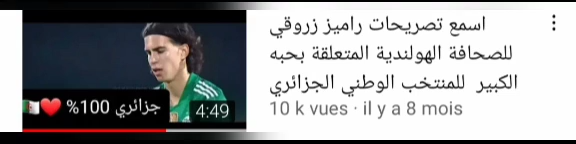 اسمع تصريحات راميز زروقي
للصحافة الهولندية المتعلقة بحبه
الكبير للمنتخب الوطني الجزائري
10 k vues · il y a 8 mois
جزائري 100% ❤️🇩🇿
4:49